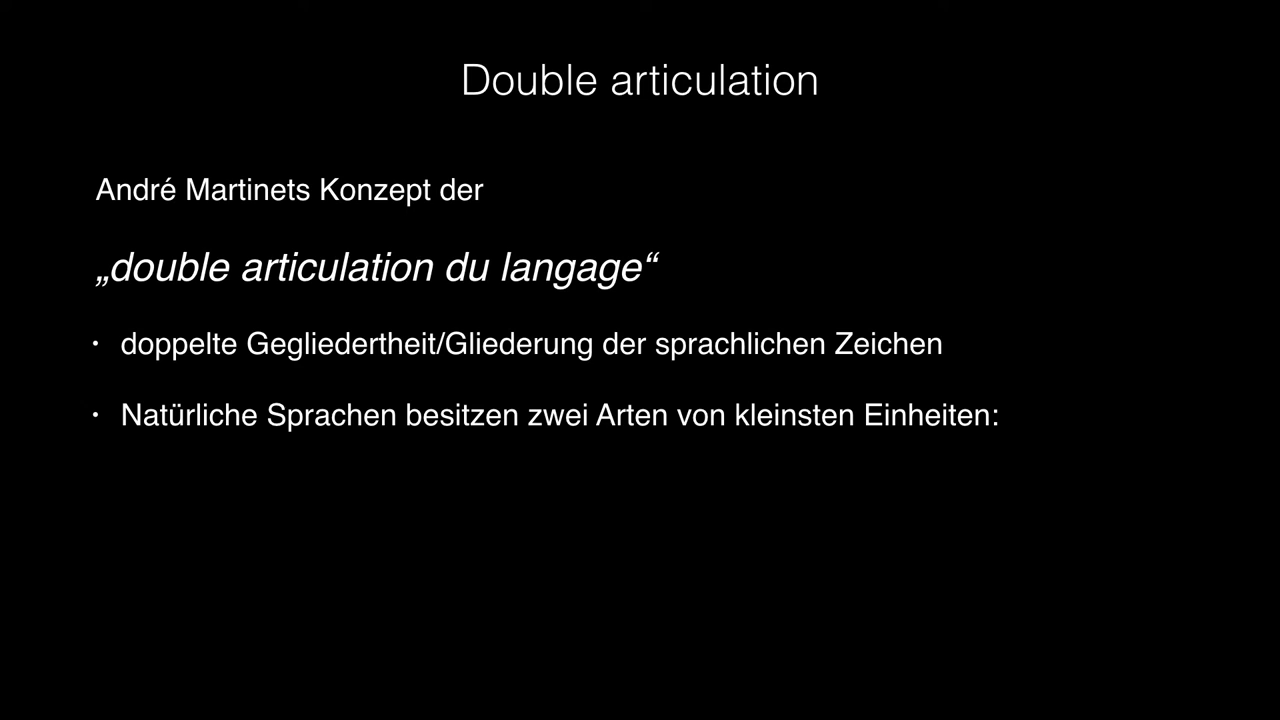 Double articulation
André Martinets Konzept der
„double articulation du langage“
• doppelte Gegliedertheit/Gliederung der sprachlichen Zeichen
• Natürliche Sprachen besitzen zwei Arten von kleinsten Einheiten: